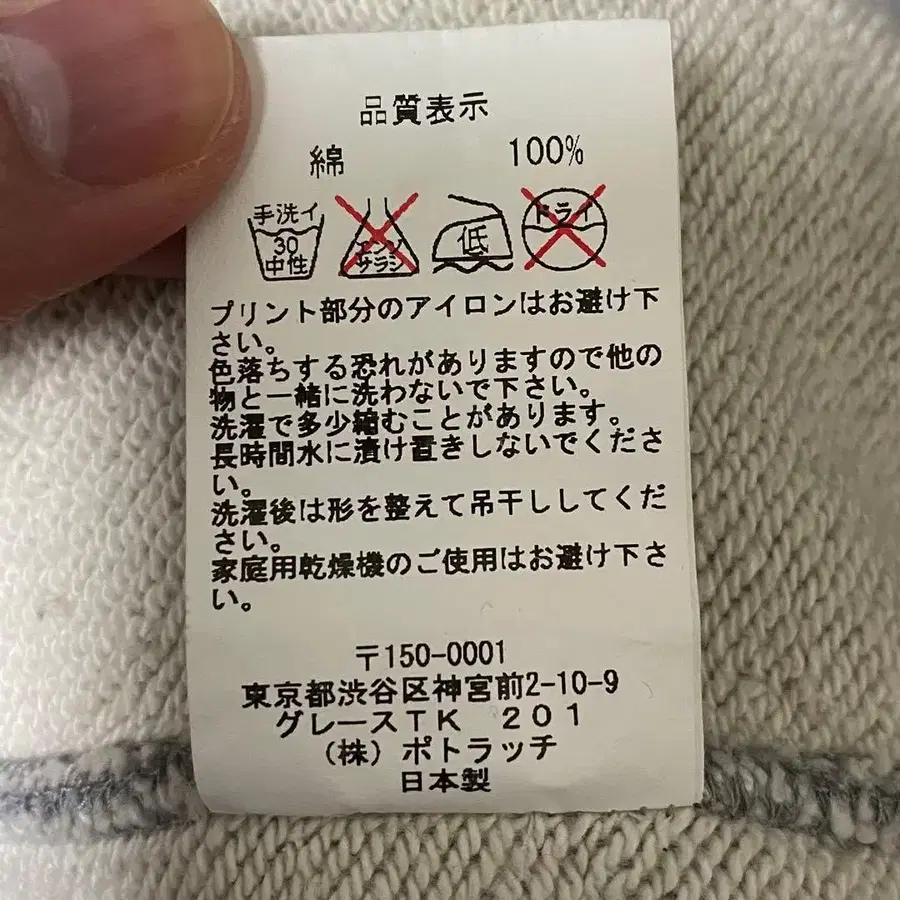 品質表示
綿 100%
手洗イ 30 中性 エンソ サラシ 低 ドライ
プリント部分のアイロンはお避け下
さい。
色落ちする恐れがありますので他の
物と一緒に洗わないで下さい。
洗濯で多少縮むことがあります。
長時間水に漬け置きしないでくださ
い。
洗濯後は形を整えて吊干ししてくだ
さい。
家庭用乾燥機のご使用はお避け下さ
い。
〒150-0001
東京都渋谷区神宮前2-10-9
グレースTK 201
(株)ポトラッチ
日本製